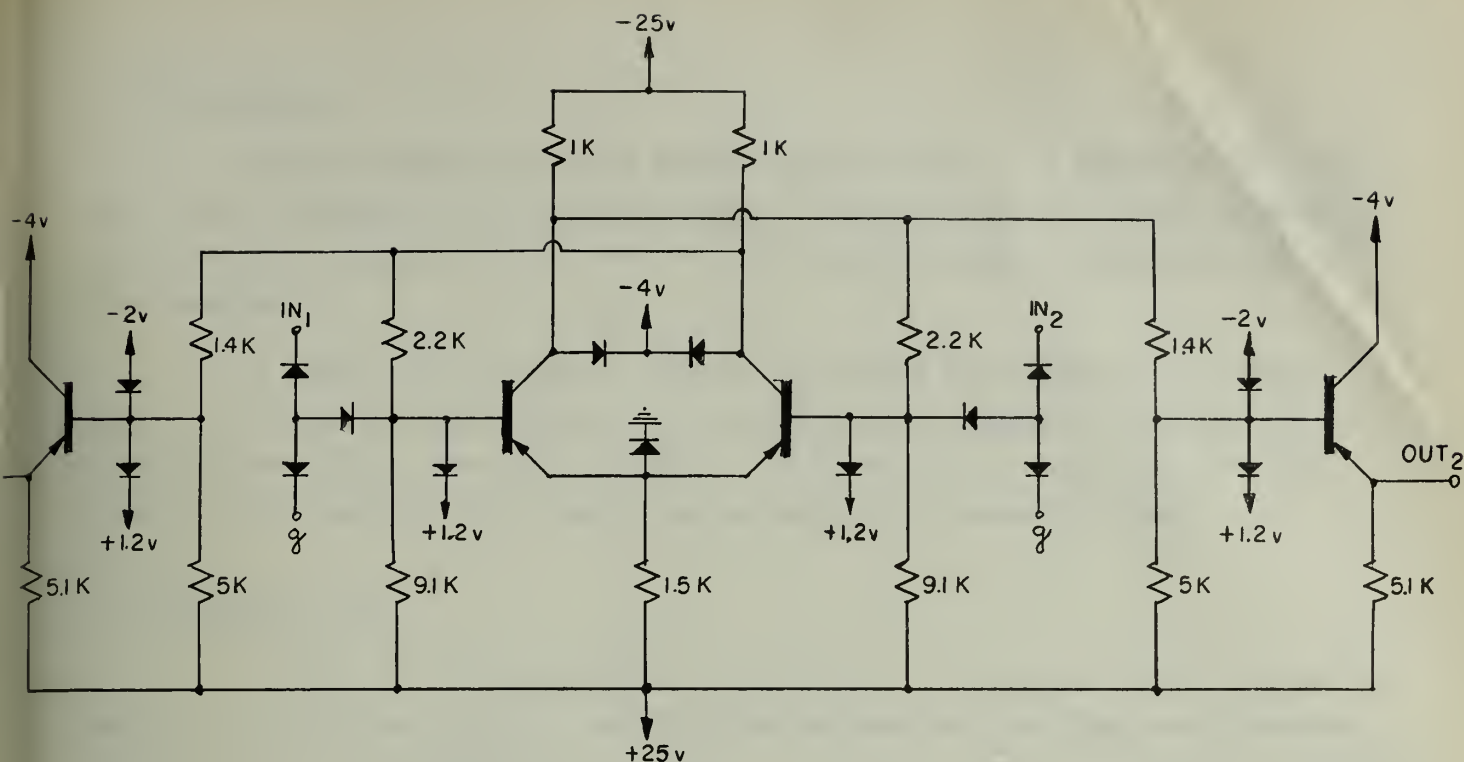 -25v
1K
1K
-4v
-4v
-4v
IN1
IN2
-2v
-2v
1.4K
2.2K
2.2K
1.4K
OUT2
+1.2v
g
+1.2v
+1.2v
g
+1.2v
5.1K
5K
9.1K
1.5K
9.1K
5K
5.1K
+25v